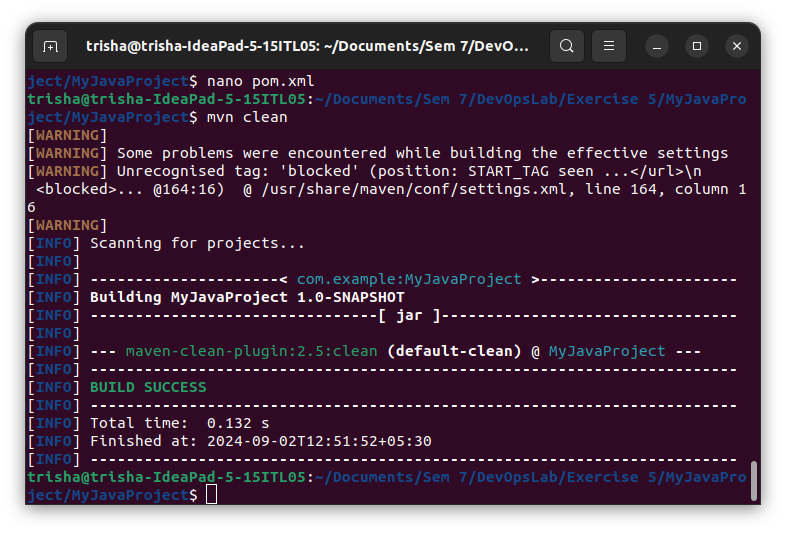 trisha@trisha-IdeaPad-5-15ITL05: ~/Documents/Sem 7/DevO...
ject/MyJavaProject$ nano pom.xml
trisha@trisha-IdeaPad-5-15ITL05:~/Documents/Sem 7/DevOpsLab/Exercise 5/MyJavaPro
ject/MyJavaProject$ mvn clean
[WARNING]
[WARNING] Some problems were encountered while building the effective settings
[WARNING] Unrecognised tag: 'blocked' (position: START_TAG seen ...</url>\n
 <blocked>... @164:16)  @ /usr/share/maven/conf/settings.xml, line 164, column 1
6
[WARNING]
[INFO] Scanning for projects...
[INFO]
[INFO] ---------------------< com.example:MyJavaProject >----------------------
[INFO] Building MyJavaProject 1.0-SNAPSHOT
[INFO] --------------------------------[ jar ]---------------------------------
[INFO]
[INFO] --- maven-clean-plugin:2.5:clean (default-clean) @ MyJavaProject ---
[INFO] ------------------------------------------------------------------------
[INFO] BUILD SUCCESS
[INFO] ------------------------------------------------------------------------
[INFO] Total time:  0.132 s
[INFO] Finished at: 2024-09-02T12:51:52+05:30
[INFO] ------------------------------------------------------------------------
trisha@trisha-IdeaPad-5-15ITL05:~/Documents/Sem 7/DevOpsLab/Exercise 5/MyJavaPro
ject/MyJavaProject$